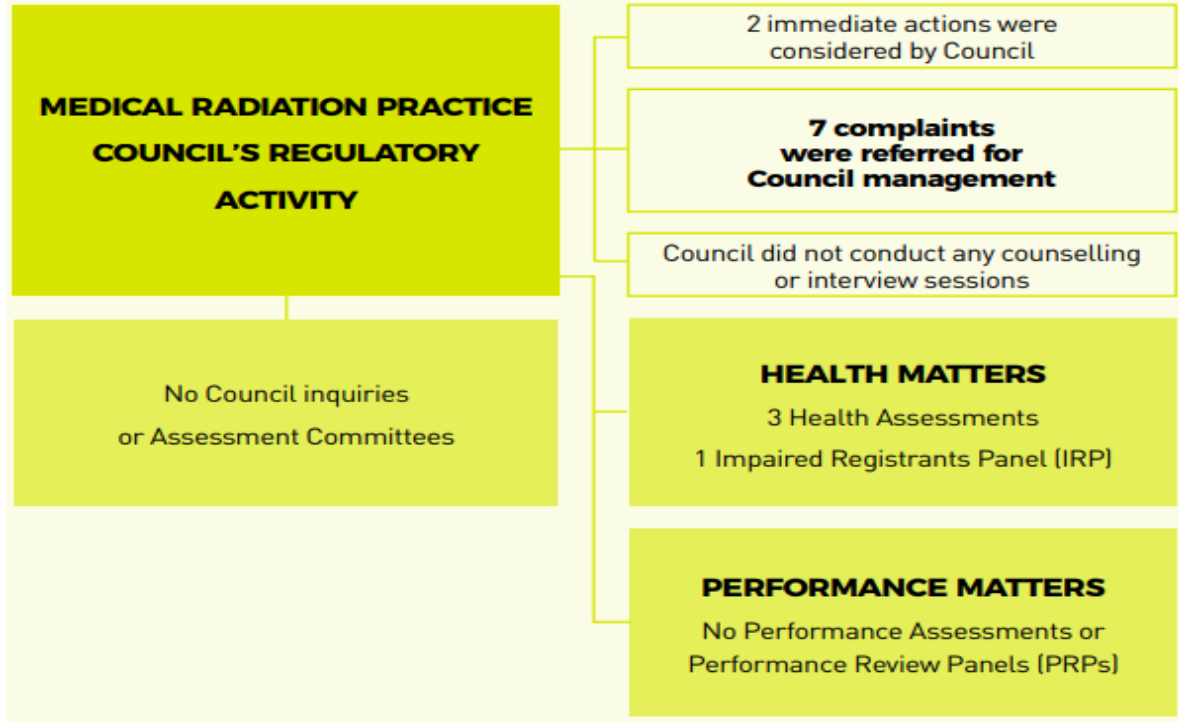 MEDICAL RADIATION PRACTICE
COUNCIL’S REGULATORY
ACTIVITY
2 immediate actions were
considered by Council
7 complaints
were referred for
Council management
Council did not conduct any counselling
or interview sessions
No Council inquiries
or Assessment Committees
HEALTH MATTERS
3 Health Assessments
1 Impaired Registrants Panel (IRP)
PERFORMANCE MATTERS
No Performance Assessments or
Performance Review Panels (PRPs)